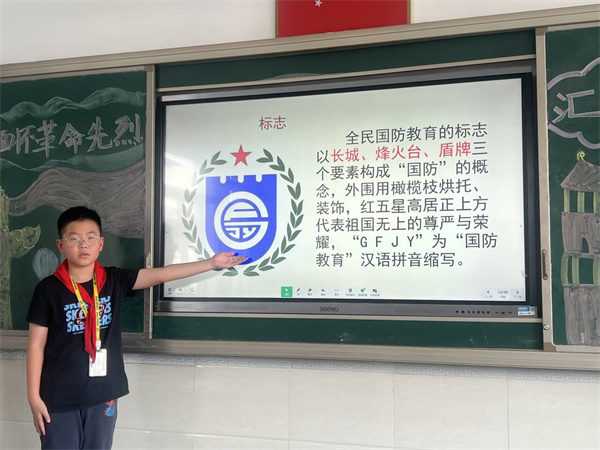 怀革命先烈
标志
全民国防教育的标志
以长城、烽火台、盾牌三
个要素构成“国防”的概
念，外围用橄榄枝烘托、
装饰，红五星高居正上方
代表祖国无上的尊严与荣
耀，“ＧＦＪＹ”为“国防
教育”汉语拼音缩写。
汇
seewo